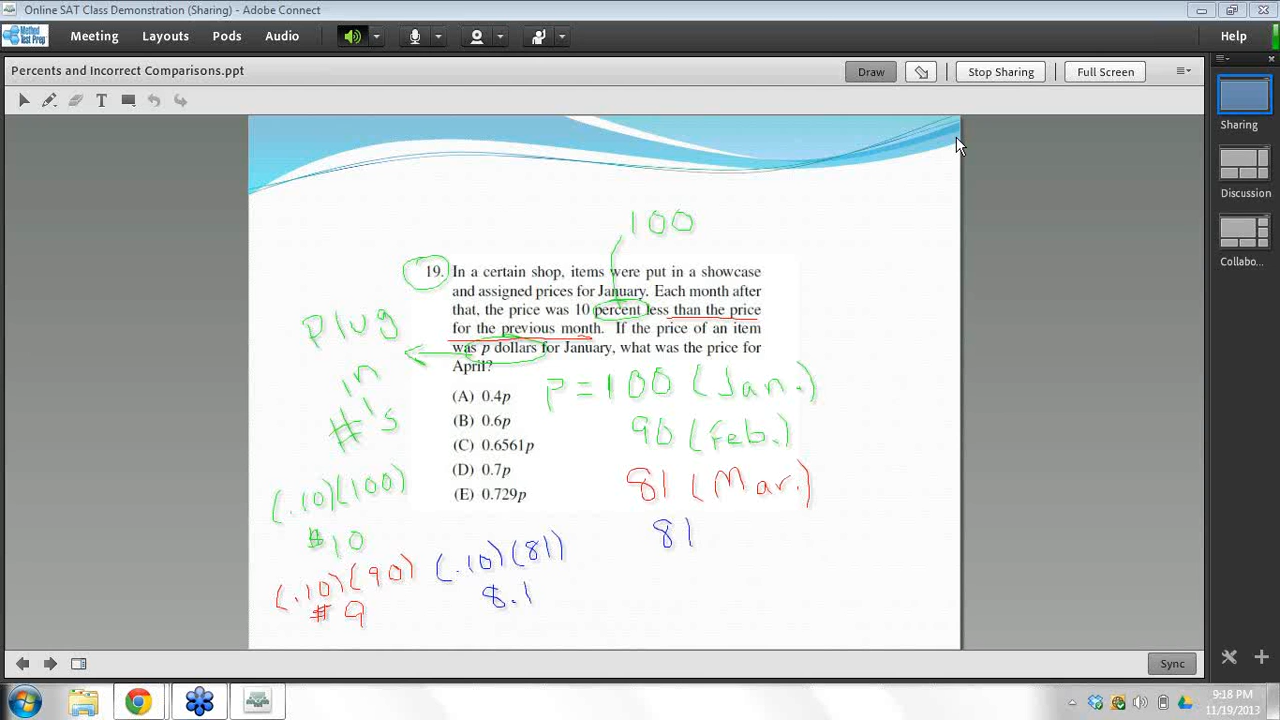 Online SAT Class Demonstration (Sharing) - Adobe Connect
Method Test Prep
Meeting Layouts Pods Audio Help
Percents and Incorrect Comparisons.ppt
Draw Stop Sharing Full Screen
T
Sharing
Discussion
Collabo...
100
19. In a certain shop, items were put in a showcase
and assigned prices for January. Each month after
that, the price was 10 percent less than the price
for the previous month. If the price of an item
was p dollars for January, what was the price for
April?
(A) 0.4p
(B) 0.6p
(C) 0.6561p
(D) 0.7p
(E) 0.729p
plug
in
#'s
p = 100 (Jan.)
90 (Feb.)
81 (Mar.)
81
(.10)(100)
$10
(.10)(90)
$ 9
(.10)(81)
8.1
Sync
9:18 PM
11/19/2013